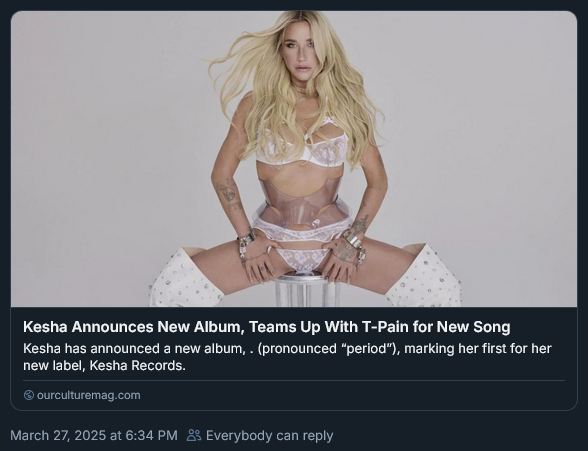 Kesha Announces New Album, Teams Up With T-Pain for New Song
Kesha has announced a new album, . (pronounced “period”), marking her first for her
new label, Kesha Records.
ourculturemag.com
March 27, 2025 at 6:34 PM Everybody can reply